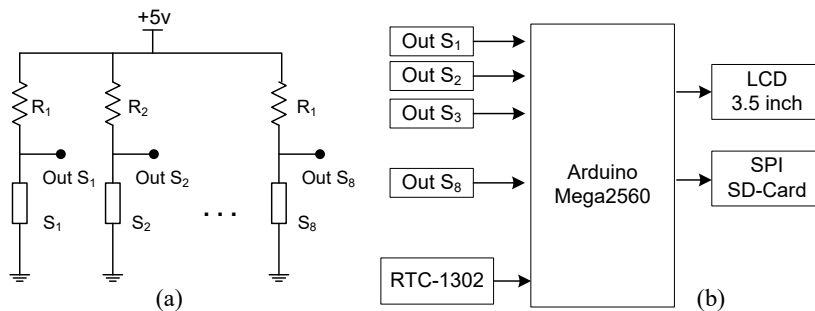 +5v
R₁
R₂
R₁
Out S₁
Out S₂
Out S₈
S₁
S₂
. . .
S₈
(a)
Out S₁
Out S₂
Out S₃
Out S₈
RTC-1302
Arduino
Mega2560
LCD
3.5 inch
SPI
SD-Card
(b)